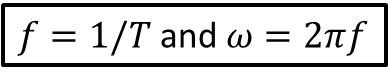 f = 1/T and ω = 2πf